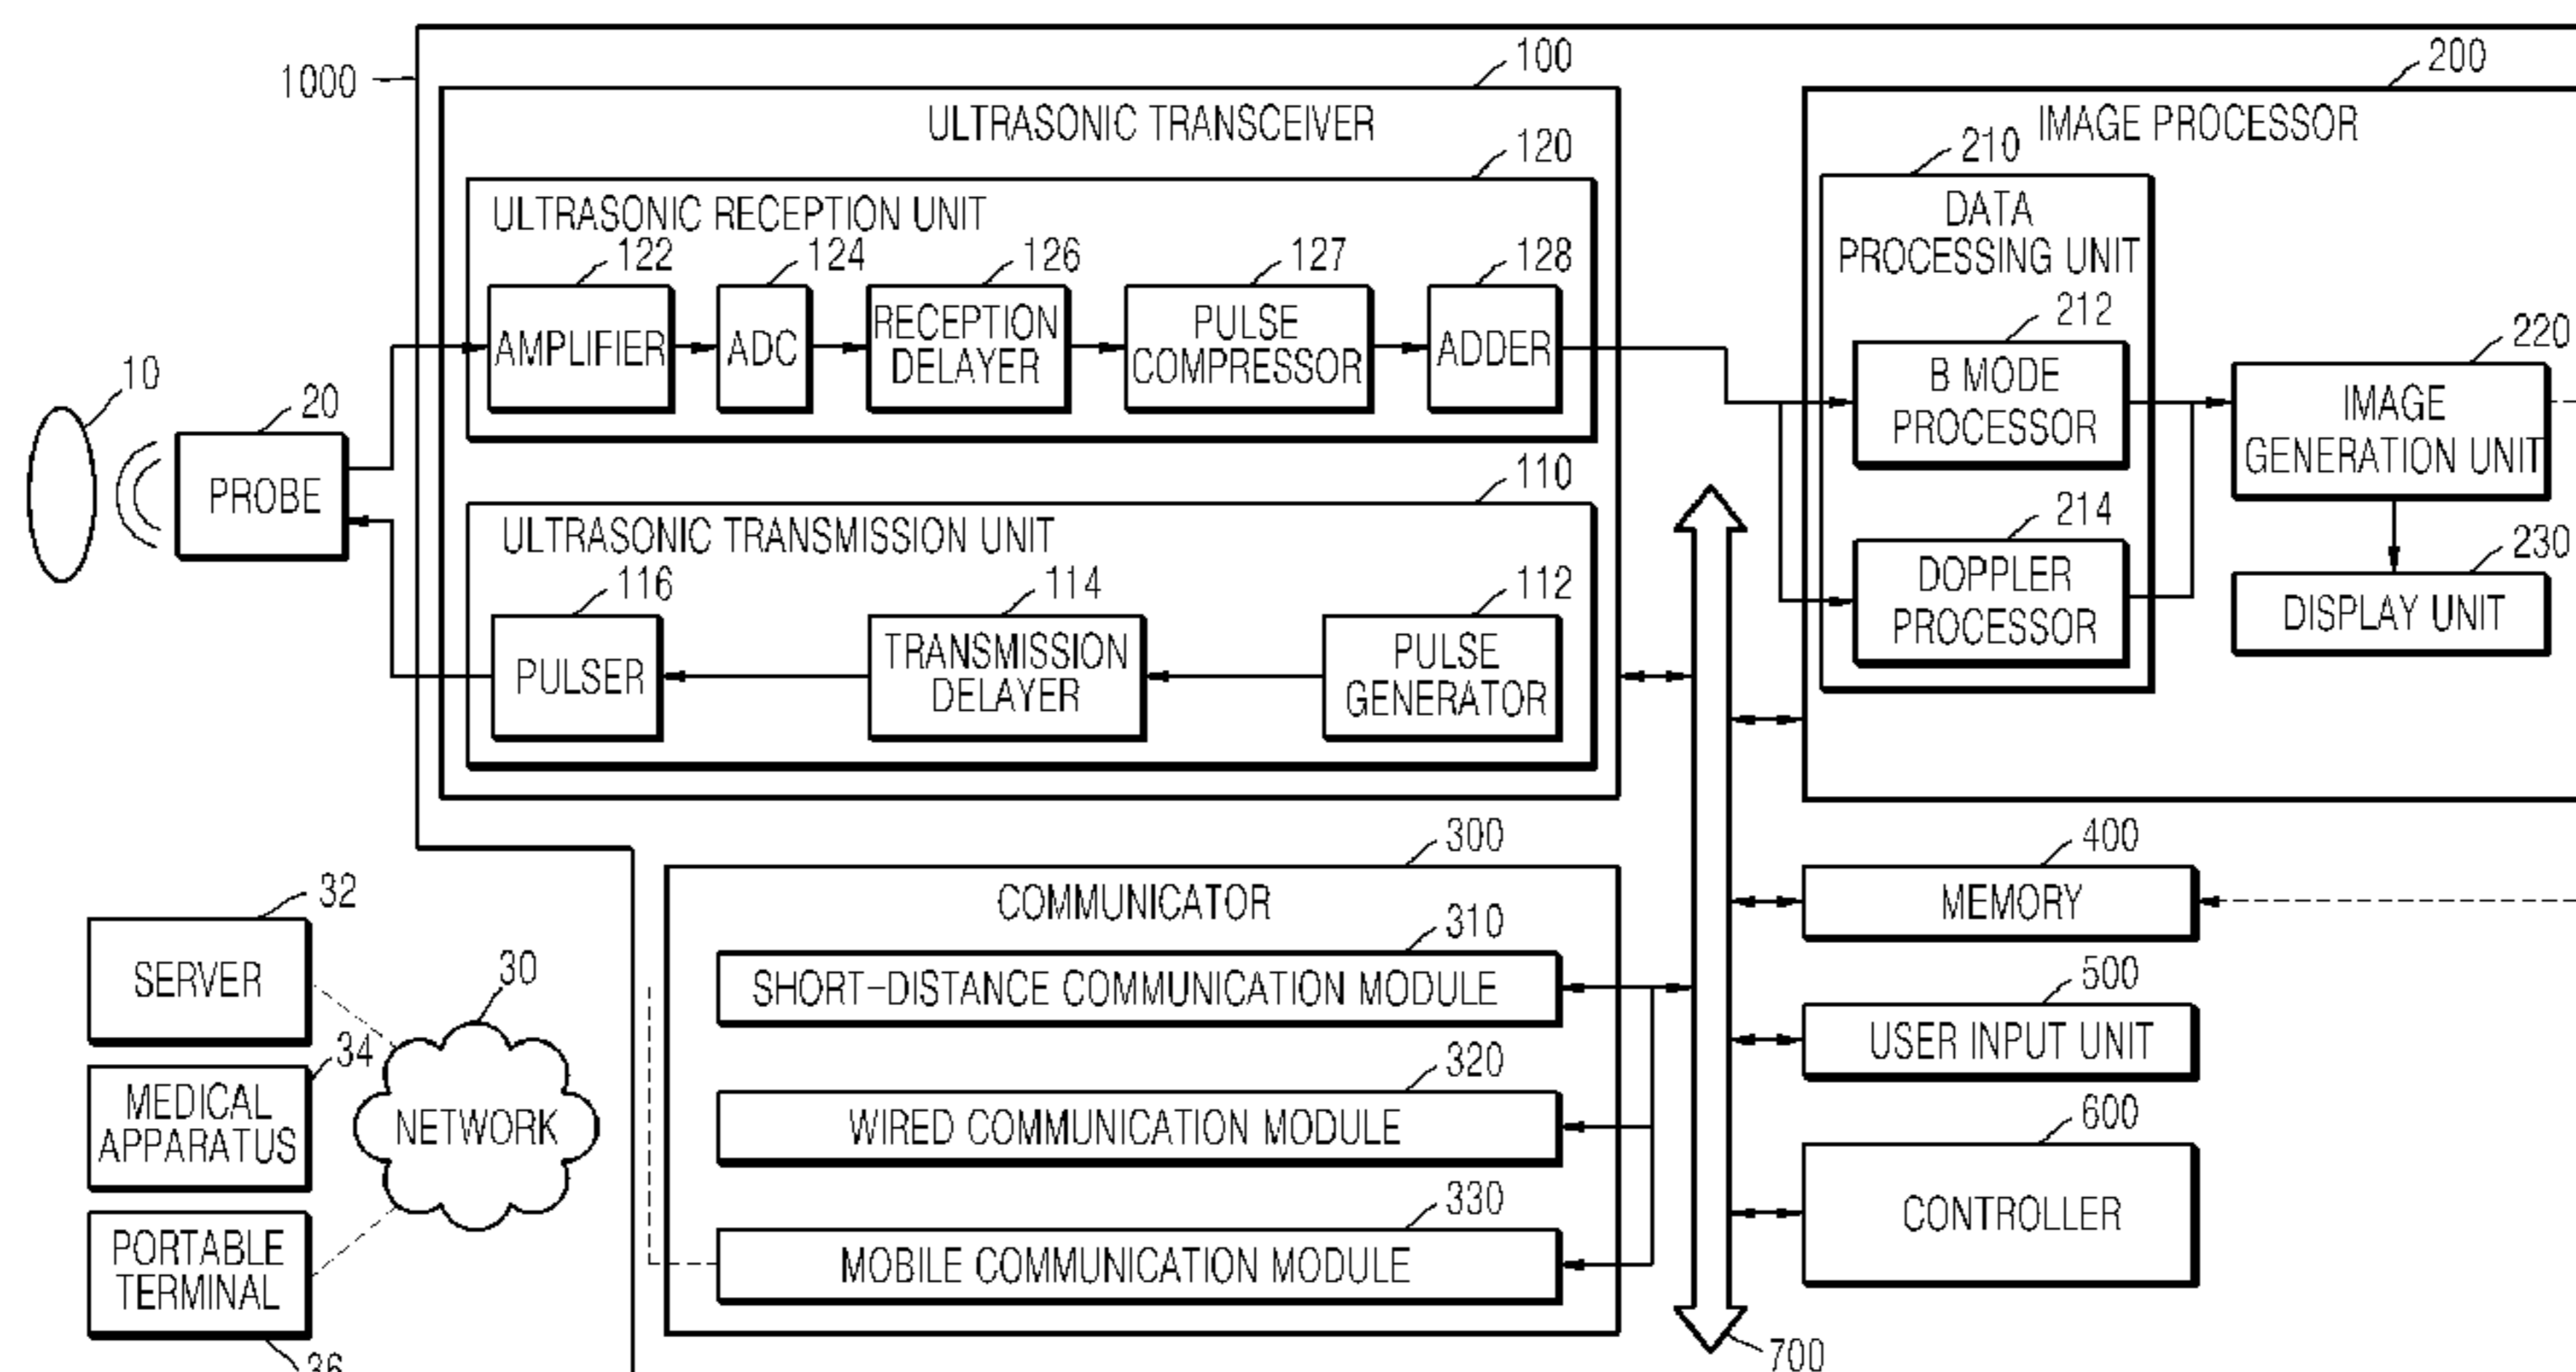 1000
100
ULTRASONIC TRANSCEIVER
120
ULTRASONIC RECEPTION UNIT
122
124
126
127
128
AMPLIFIER
ADC
RECEPTION
DELAYER
PULSE
COMPRESSOR
ADDER
10
20
PROBE
110
ULTRASONIC TRANSMISSION UNIT
116
114
112
PULSER
TRANSMISSION
DELAYER
PULSE
GENERATOR
200
IMAGE PROCESSOR
210
DATA
PROCESSING UNIT
212
B MODE
PROCESSOR
214
DOPPLER
PROCESSOR
220
IMAGE
GENERATION UNIT
230
DISPLAY UNIT
32
SERVER
34
MEDICAL
APPARATUS
PORTABLE
TERMINAL
36
30
NETWORK
300
COMMUNICATOR
310
SHORT-DISTANCE COMMUNICATION MODULE
320
WIRED COMMUNICATION MODULE
330
MOBILE COMMUNICATION MODULE
400
MEMORY
500
USER INPUT UNIT
600
CONTROLLER
700